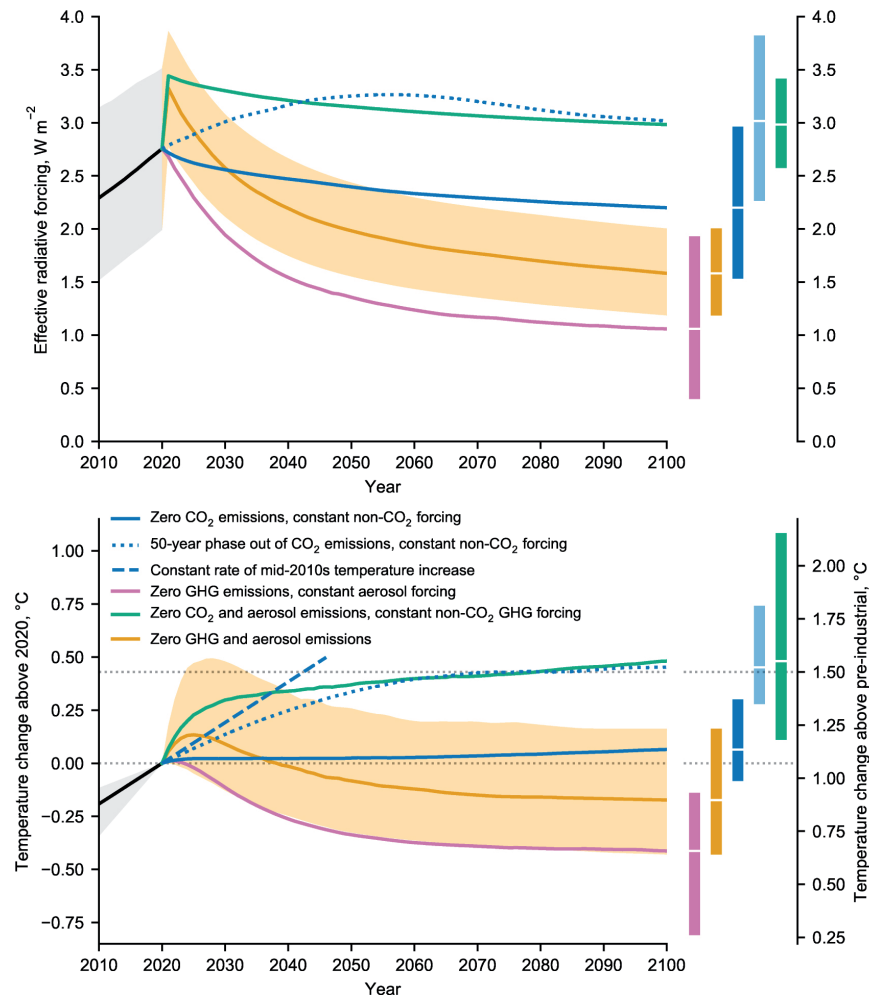 4.0
3.5
3.0
2.5
2.0
1.5
1.0
0.5
0.0
Effective radiative forcing, W m⁻²
2010 2020 2030 2040 2050 2060 2070 2080 2090 2100
Year
4.0
3.5
3.0
2.5
2.0
1.5
1.0
0.5
0.0
Zero CO₂ emissions, constant non-CO₂ forcing
50-year phase out of CO₂ emissions, constant non-CO₂ forcing
Constant rate of mid-2010s temperature increase
Zero GHG emissions, constant aerosol forcing
Zero CO₂ and aerosol emissions, constant non-CO₂ GHG forcing
Zero GHG and aerosol emissions
1.00
0.75
0.50
0.25
0.00
−0.25
−0.50
−0.75
Temperature change above 2020, °C
2010 2020 2030 2040 2050 2060 2070 2080 2090 2100
Year
2.00
1.75
1.50
1.25
1.00
0.75
0.50
0.25
Temperature change above pre-industrial, °C